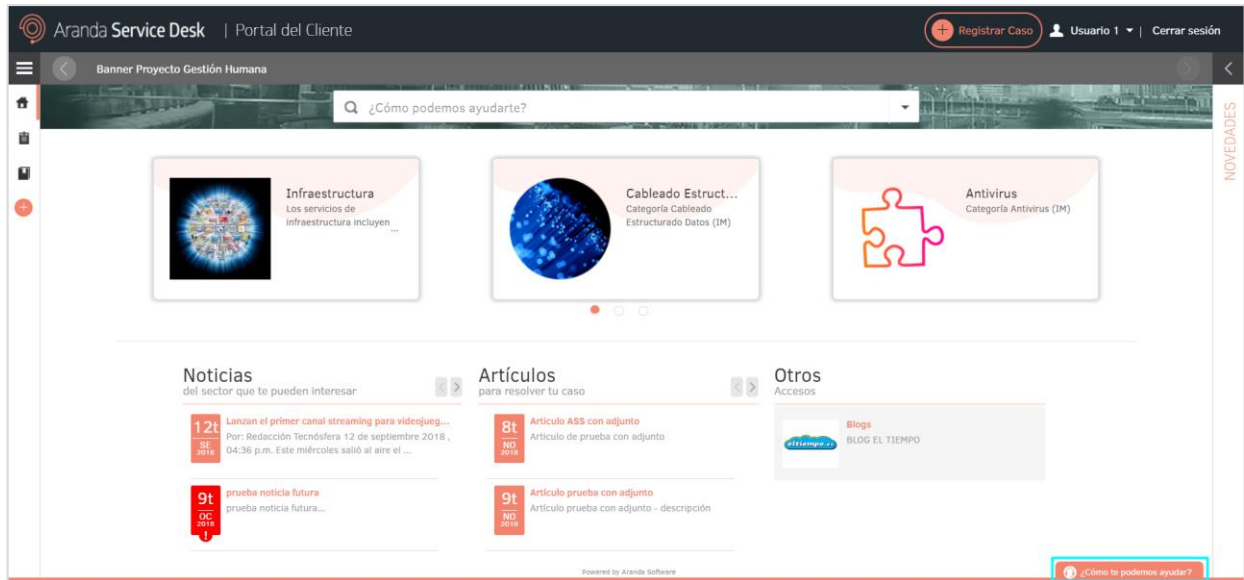 Aranda Service Desk | Portal del Cliente
Registrar Caso
Usuario 1
| Cerrar sesión
Banner Proyecto Gestión Humana
¿Cómo podemos ayudarte?
NOVEDADES
Infraestructura
Los servicios de
infraestructura incluyen
...
Cableado Estruct...
Categoría Cableado
Estructurado Datos (IM)
Antivirus
Categoría Antivirus (IM)
Noticias
del sector que te pueden interesar
12t
SE
2018
Lanzan el primer canal streaming para videojueg...
Por: Redacción Tecnósfera 12 de septiembre 2018 ,
04:36 p.m. Este miércoles salió al aire el ...
9t
OC
2018
!
prueba noticia futura
prueba noticia futura...
Artículos
para resolver tu caso
8t
NO
2018
Artículo ASS con adjunto
Articulo de prueba con adjunto
9t
NO
2018
Artículo prueba con adjunto
Artículo prueba con adjunto - descripción
Otros
Accesos
eltiempo.es
Blogs
BLOG EL TIEMPO
Powered by Aranda Software
¿Cómo te podemos ayudar?